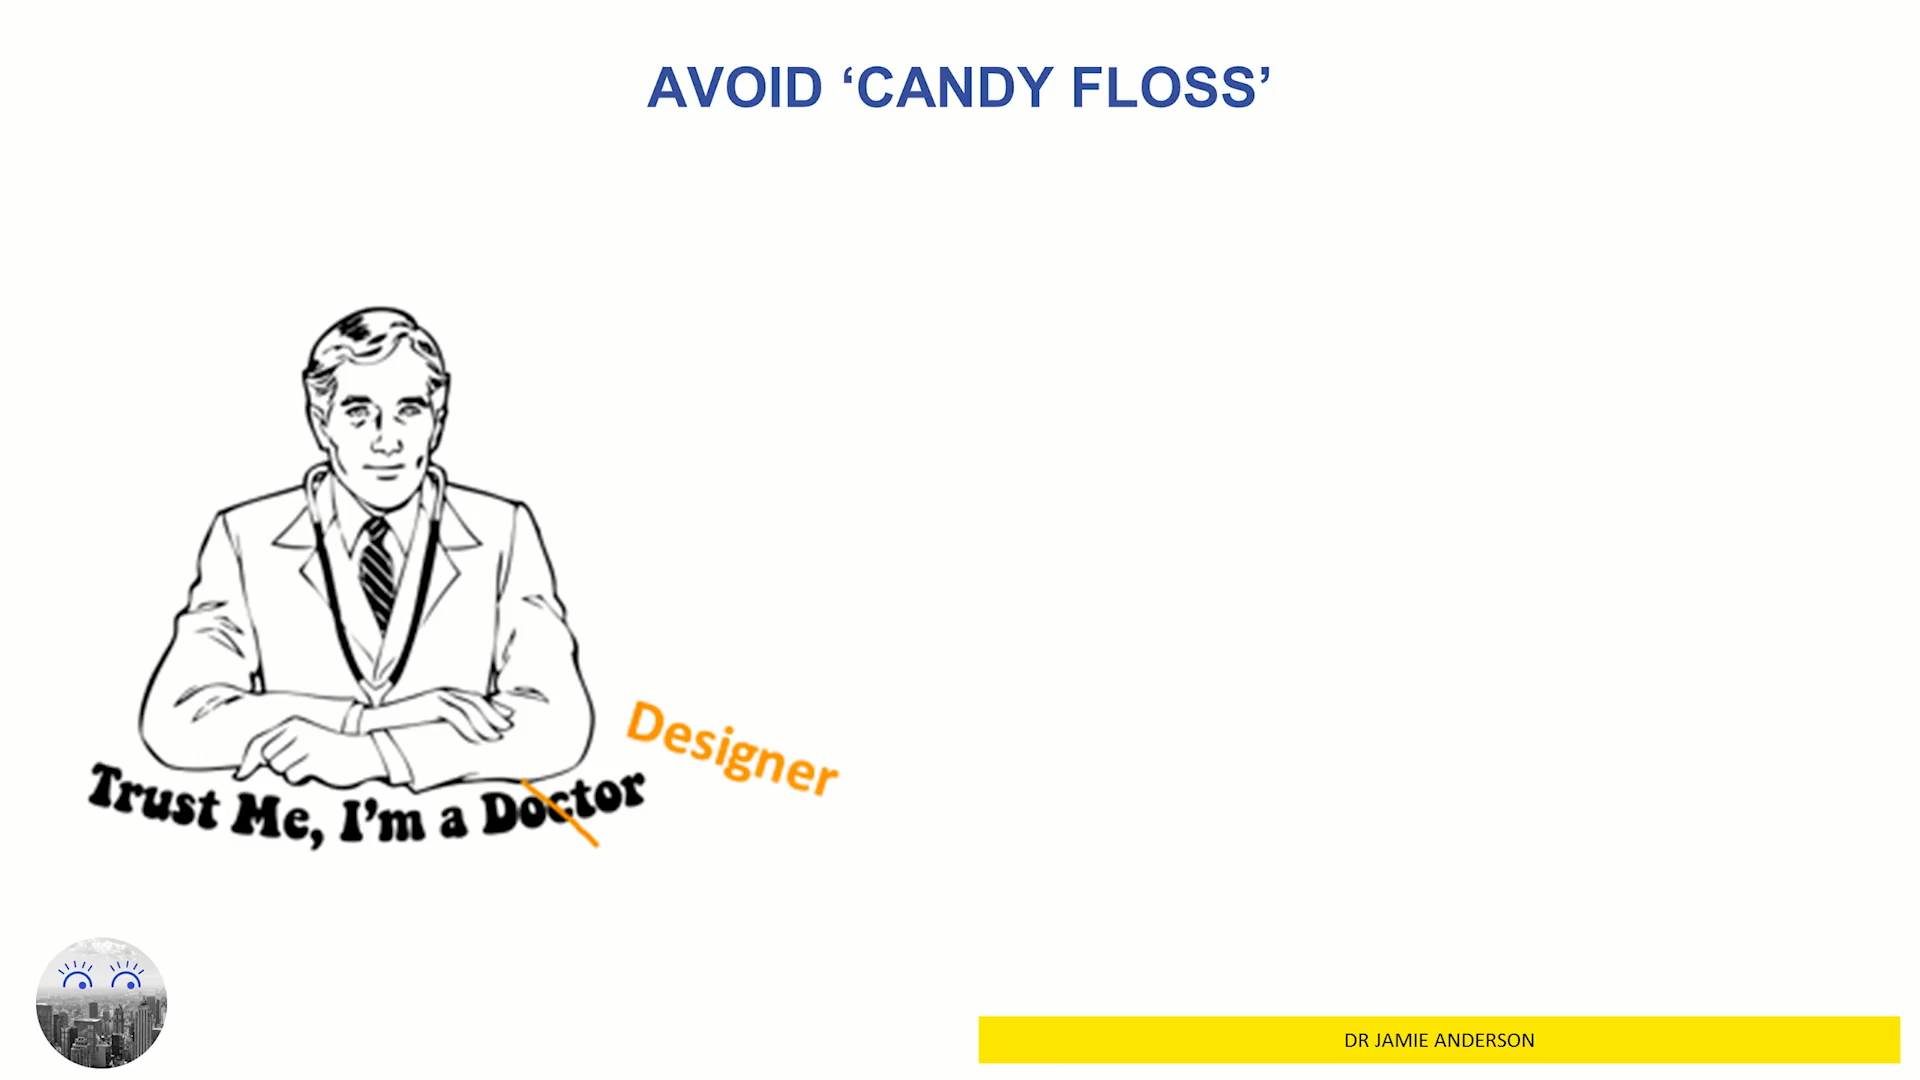 AVOID ‘CANDY FLOSS’
Designer
Trust Me, I'm a Doctor
DR JAMIE ANDERSON